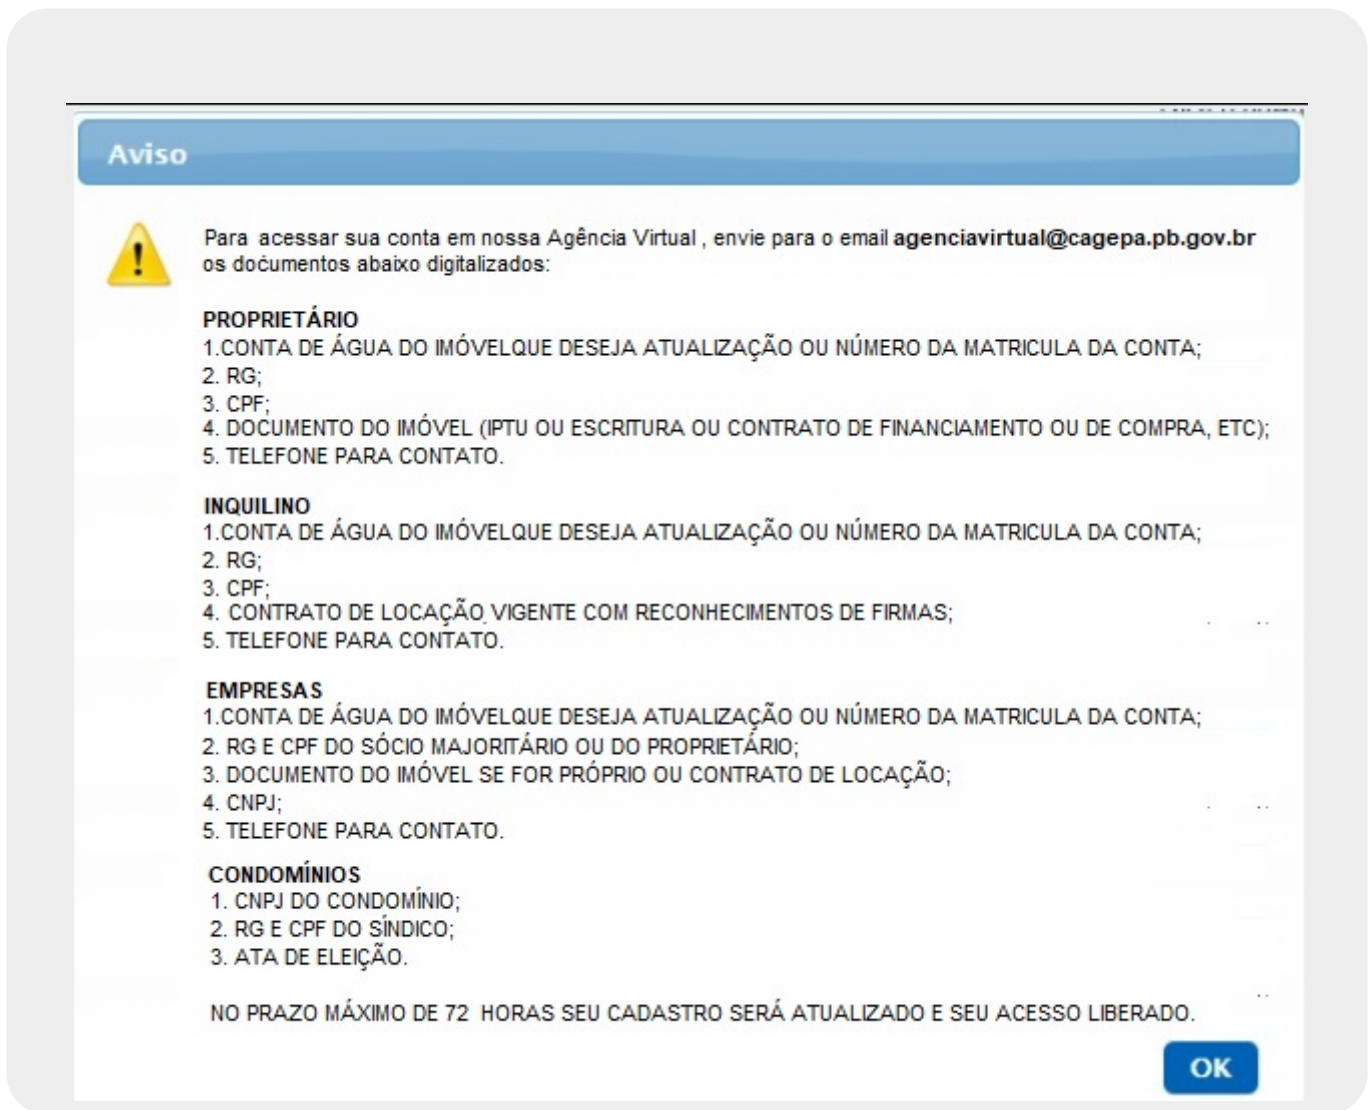 Aviso
Para acessar sua conta em nossa Agência Virtual , envie para o email agenciavirtual@cagepa.pb.gov.br
os documentos abaixo digitalizados:
PROPRIETÁRIO
1.CONTA DE ÁGUA DO IMÓVELQUE DESEJA ATUALIZAÇÃO OU NÚMERO DA MATRICULA DA CONTA;
2. RG;
3. CPF;
4. DOCUMENTO DO IMÓVEL (IPTU OU ESCRITURA OU CONTRATO DE FINANCIAMENTO OU DE COMPRA, ETC);
5. TELEFONE PARA CONTATO.
INQUILINO
1.CONTA DE ÁGUA DO IMÓVELQUE DESEJA ATUALIZAÇÃO OU NÚMERO DA MATRICULA DA CONTA;
2. RG;
3. CPF;
4. CONTRATO DE LOCAÇÃO VIGENTE COM RECONHECIMENTOS DE FIRMAS;
5. TELEFONE PARA CONTATO.
EMPRESAS
1.CONTA DE ÁGUA DO IMÓVELQUE DESEJA ATUALIZAÇÃO OU NÚMERO DA MATRICULA DA CONTA;
2. RG E CPF DO SÓCIO MAJORITÁRIO OU DO PROPRIETÁRIO;
3. DOCUMENTO DO IMÓVEL SE FOR PRÓPRIO OU CONTRATO DE LOCAÇÃO;
4. CNPJ;
5. TELEFONE PARA CONTATO.
CONDOMÍNIOS
1. CNPJ DO CONDOMÍNIO;
2. RG E CPF DO SÍNDICO;
3. ATA DE ELEIÇÃO.
NO PRAZO MÁXIMO DE 72 HORAS SEU CADASTRO SERÁ ATUALIZADO E SEU ACESSO LIBERADO.
OK